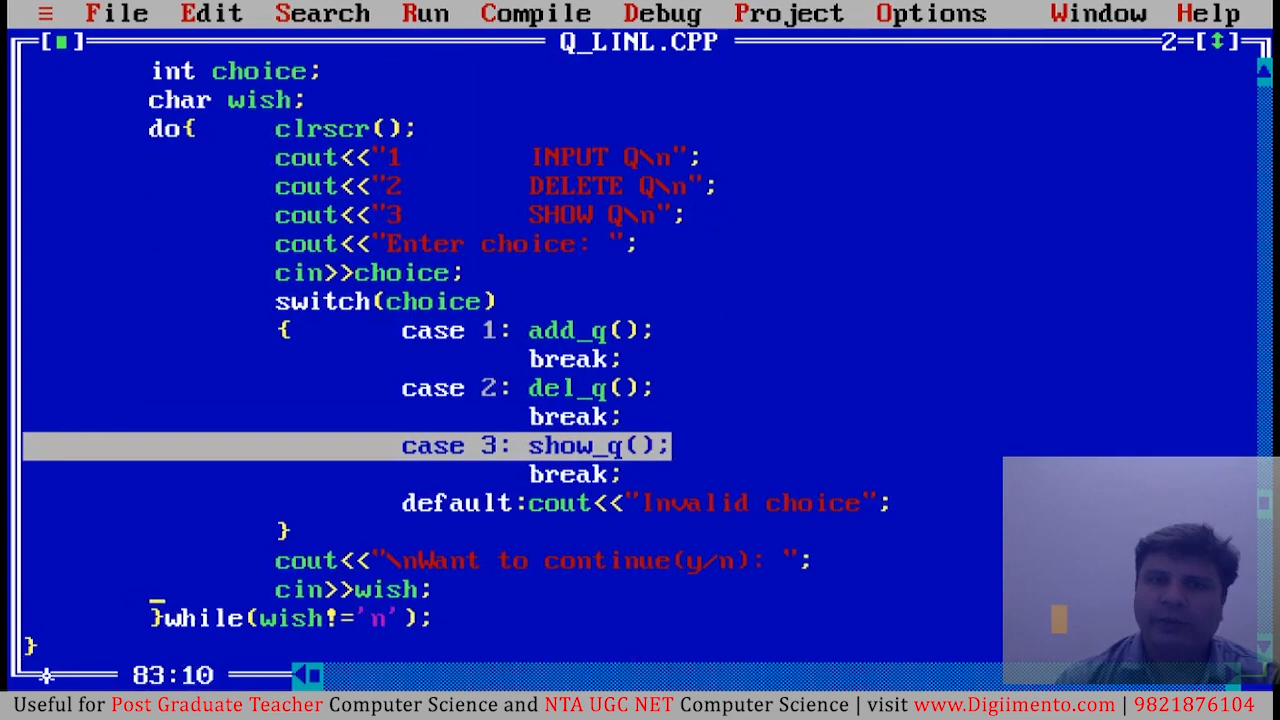 ≡ File Edit Search Run Compile Debug Project Options Window Help
[■] Q_LINL.CPP 2=[↕]
int choice;
char wish;
do{ clrscr();
cout<<"1 INPUT Q\n";
cout<<"2 DELETE Q\n";
cout<<"3 SHOW Q\n";
cout<<"Enter choice: ";
cin>>choice;
switch(choice)
{ case 1: add_q();
break;
case 2: del_q();
break;
case 3: show_q();
break;
default:cout<<"Invalid choice";
}
cout<<"\nWant to continue(y/n): ";
cin>>wish;
}while(wish!='n');
}
83:10
Useful for Post Graduate Teacher Computer Science and NTA UGC NET Computer Science | visit www.Digiimento.com | 9821876104